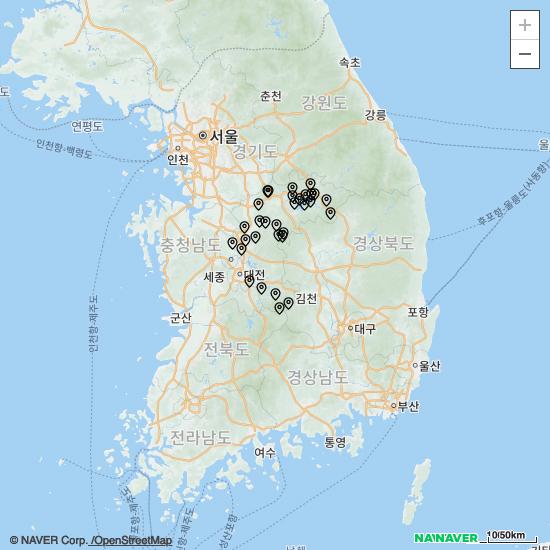 +
−
속초
춘천
강원도
강릉
도
연평도
서울
인천
경기도
인천항-백령도
울
후포항-울릉도(사동항)
충청남도
경상북도
세종
대전
김천
군산
포항
인천항-제주도
전북도
대구
경상남도
울산
부산
전라남도
여수
통영
© NAVER Corp. /OpenStreetMap
NAVER
10/50km